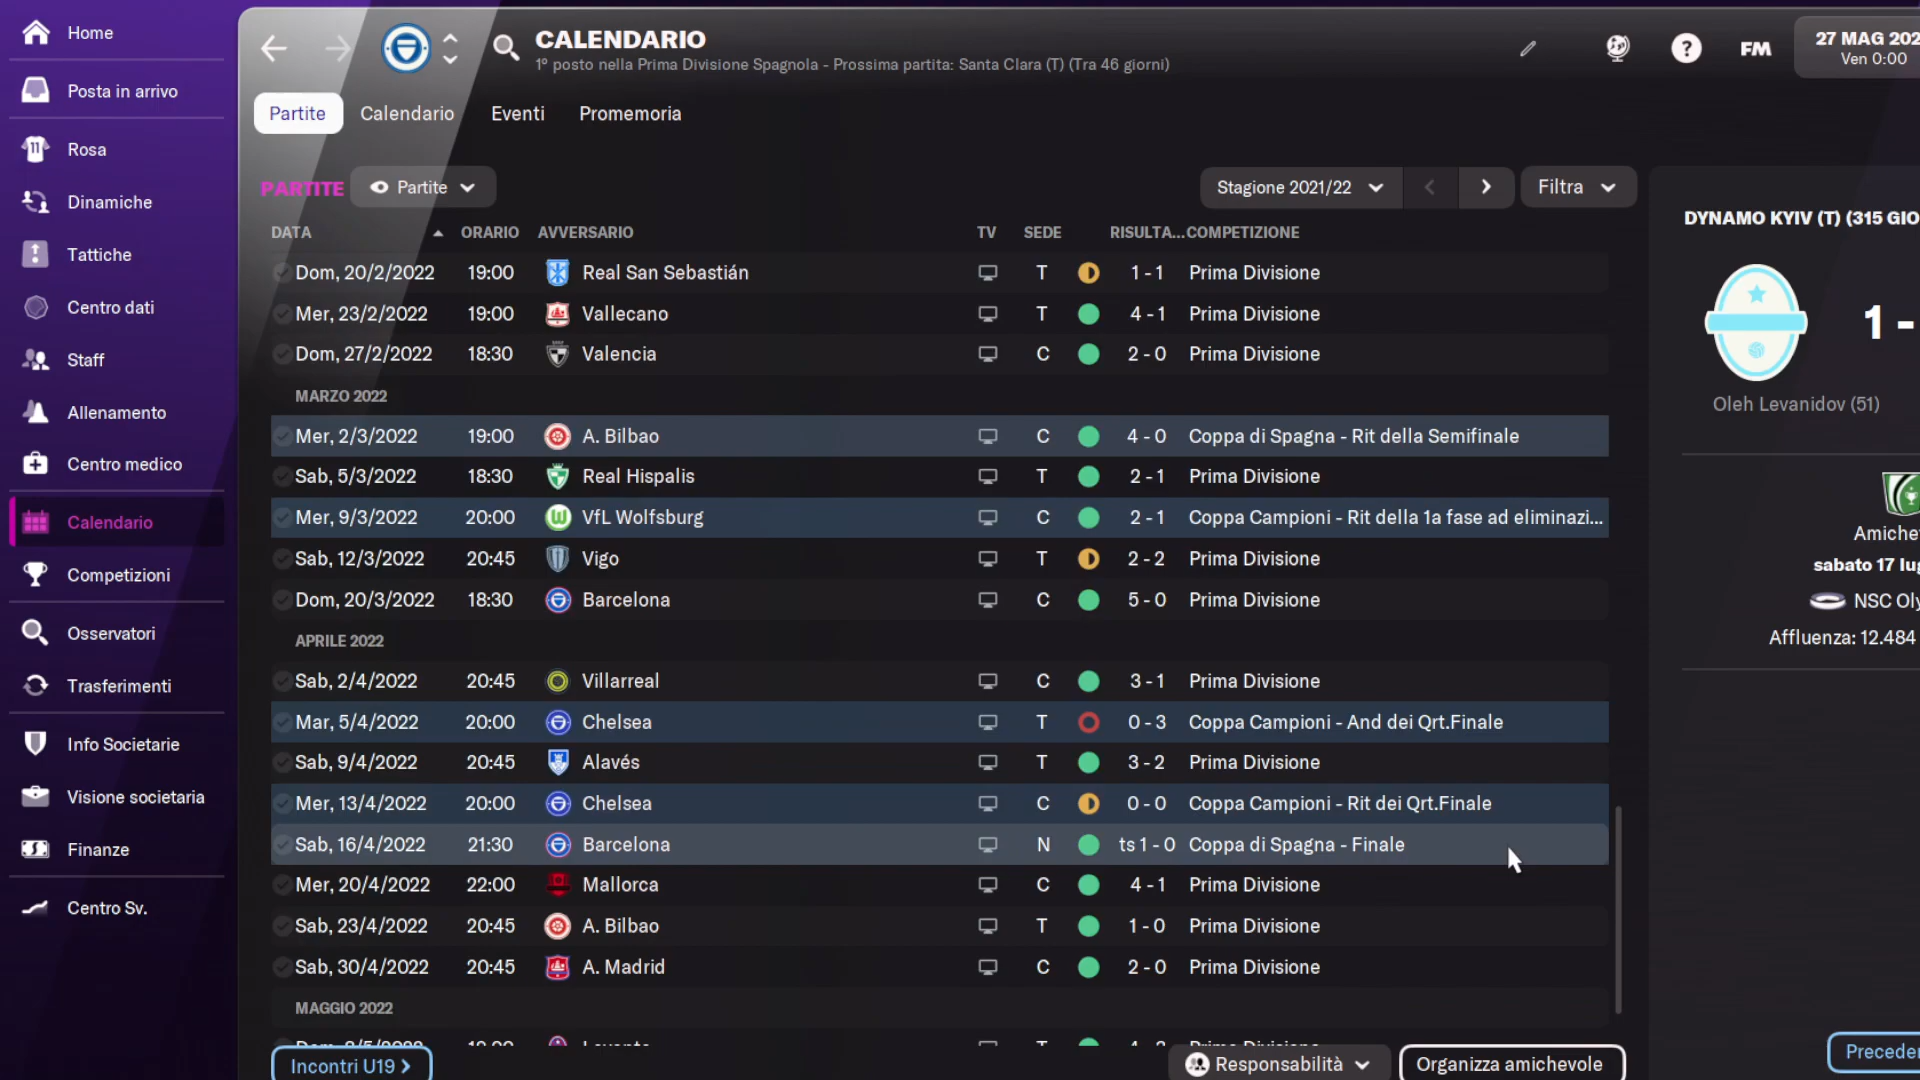 Home
Posta in arrivo
Rosa
Dinamiche
Tattiche
Centro dati
Staff
Allenamento
Centro medico
Calendario
Competizioni
Osservatori
Trasferimenti
Info Societarie
Visione societaria
Finanze
Centro Sv.
CALENDARIO
1° posto nella Prima Divisione Spagnola - Prossima partita: Santa Clara (T) (Tra 46 giorni)
FM
27 MAG 202
Ven 0:00
Partite Calendario Eventi Promemoria
PARTITE Partite Stagione 2021/22 Filtra
DATA ORARIO AVVERSARIO TV SEDE RISULTA... COMPETIZIONE
Dom, 20/2/2022 19:00 Real San Sebastián T 1 - 1 Prima Divisione
Mer, 23/2/2022 19:00 Vallecano T 4 - 1 Prima Divisione
Dom, 27/2/2022 18:30 Valencia C 2 - 0 Prima Divisione
MARZO 2022
Mer, 2/3/2022 19:00 A. Bilbao C 4 - 0 Coppa di Spagna - Rit della Semifinale
Sab, 5/3/2022 18:30 Real Hispalis T 2 - 1 Prima Divisione
Mer, 9/3/2022 20:00 VfL Wolfsburg C 2 - 1 Coppa Campioni - Rit della 1a fase ad eliminazi...
Sab, 12/3/2022 20:45 Vigo T 2 - 2 Prima Divisione
Dom, 20/3/2022 18:30 Barcelona C 5 - 0 Prima Divisione
APRILE 2022
Sab, 2/4/2022 20:45 Villarreal C 3 - 1 Prima Divisione
Mar, 5/4/2022 20:00 Chelsea T 0 - 3 Coppa Campioni - And dei Qrt.Finale
Sab, 9/4/2022 20:45 Alavés T 3 - 2 Prima Divisione
Mer, 13/4/2022 20:00 Chelsea C 0 - 0 Coppa Campioni - Rit dei Qrt.Finale
Sab, 16/4/2022 21:30 Barcelona N ts 1 - 0 Coppa di Spagna - Finale
Mer, 20/4/2022 22:00 Mallorca C 4 - 1 Prima Divisione
Sab, 23/4/2022 20:45 A. Bilbao T 1 - 0 Prima Divisione
Sab, 30/4/2022 20:45 A. Madrid C 2 - 0 Prima Divisione
MAGGIO 2022
Incontri U19 Responsabilità Organizza amichevole
DYNAMO KYIV (T) (315 GIO
1 -
Oleh Levanidov (51)
Amiche
sabato 17 lug
NSC Oly
Affluenza: 12.484
Preceden